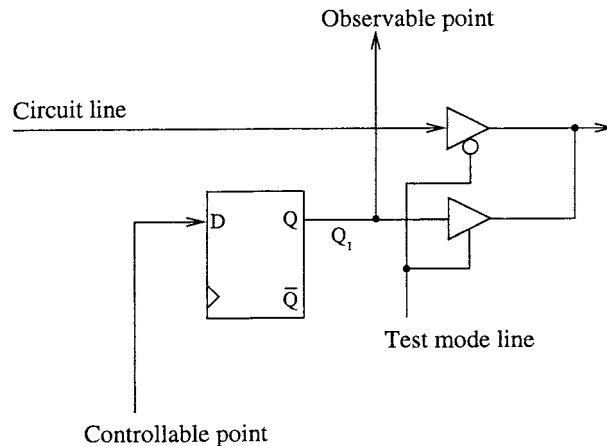 Observable point
Circuit line
D
Q
Q₁
Q̅
Test mode line
Controllable point